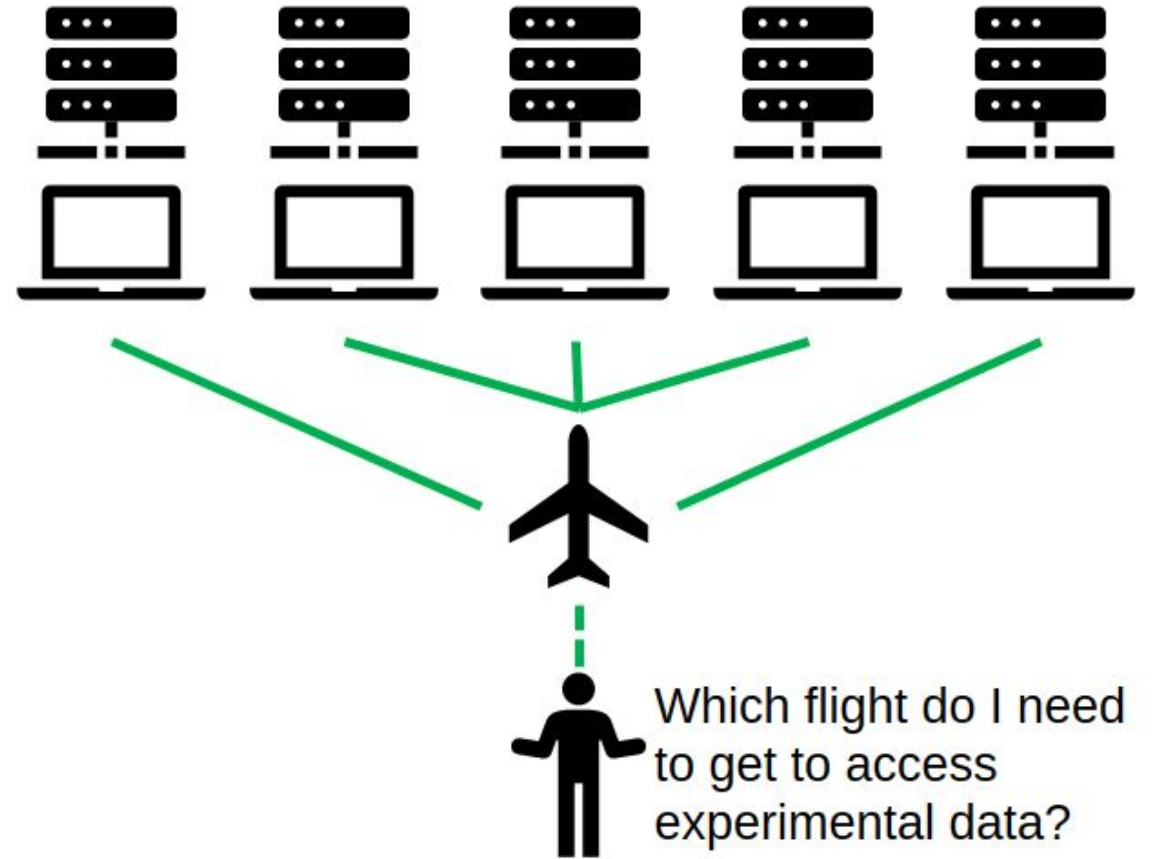 Which flight do I need
to get to access
experimental data?